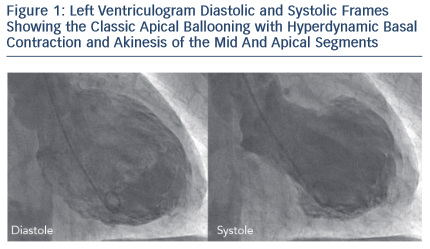 Figure 1: Left Ventriculogram Diastolic and Systolic Frames
Showing the Classic Apical Ballooning with Hyperdynamic Basal
Contraction and Akinesis of the Mid And Apical Segments
Diastole
Systole